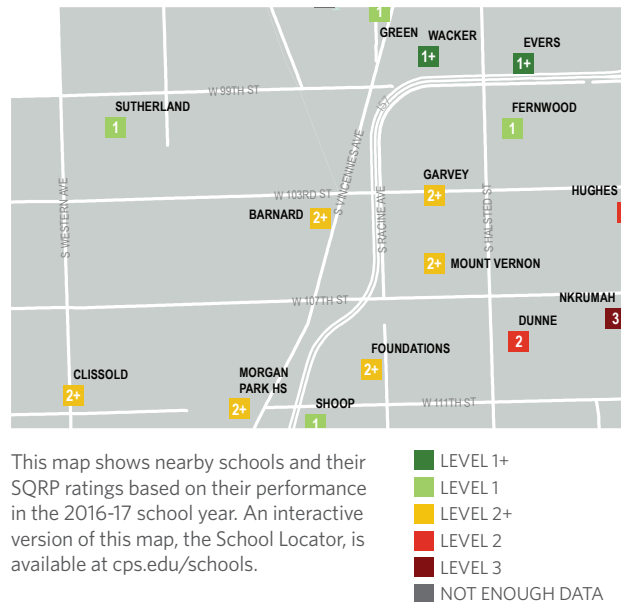 1
GREEN
WACKER
1+
EVERS
1+
W 99TH ST
I57
SUTHERLAND
1
FERNWOOD
1
S VINCENNES AVE
GARVEY
2+
W 103RD ST
HUGHES
BARNARD
2+
S WESTERN AVE
S RACINE AVE
S HALSTED ST
2+
MOUNT VERNON
W 107TH ST
NKRUMAH
3
DUNNE
2
FOUNDATIONS
2+
CLISSOLD
2+
MORGAN
PARK HS
2+
SHOOP
1
W 111TH ST
This map shows nearby schools and their
SQRP ratings based on their performance
in the 2016-17 school year. An interactive
version of this map, the School Locator, is
available at cps.edu/schools.
LEVEL 1+
LEVEL 1
LEVEL 2+
LEVEL 2
LEVEL 3
NOT ENOUGH DATA